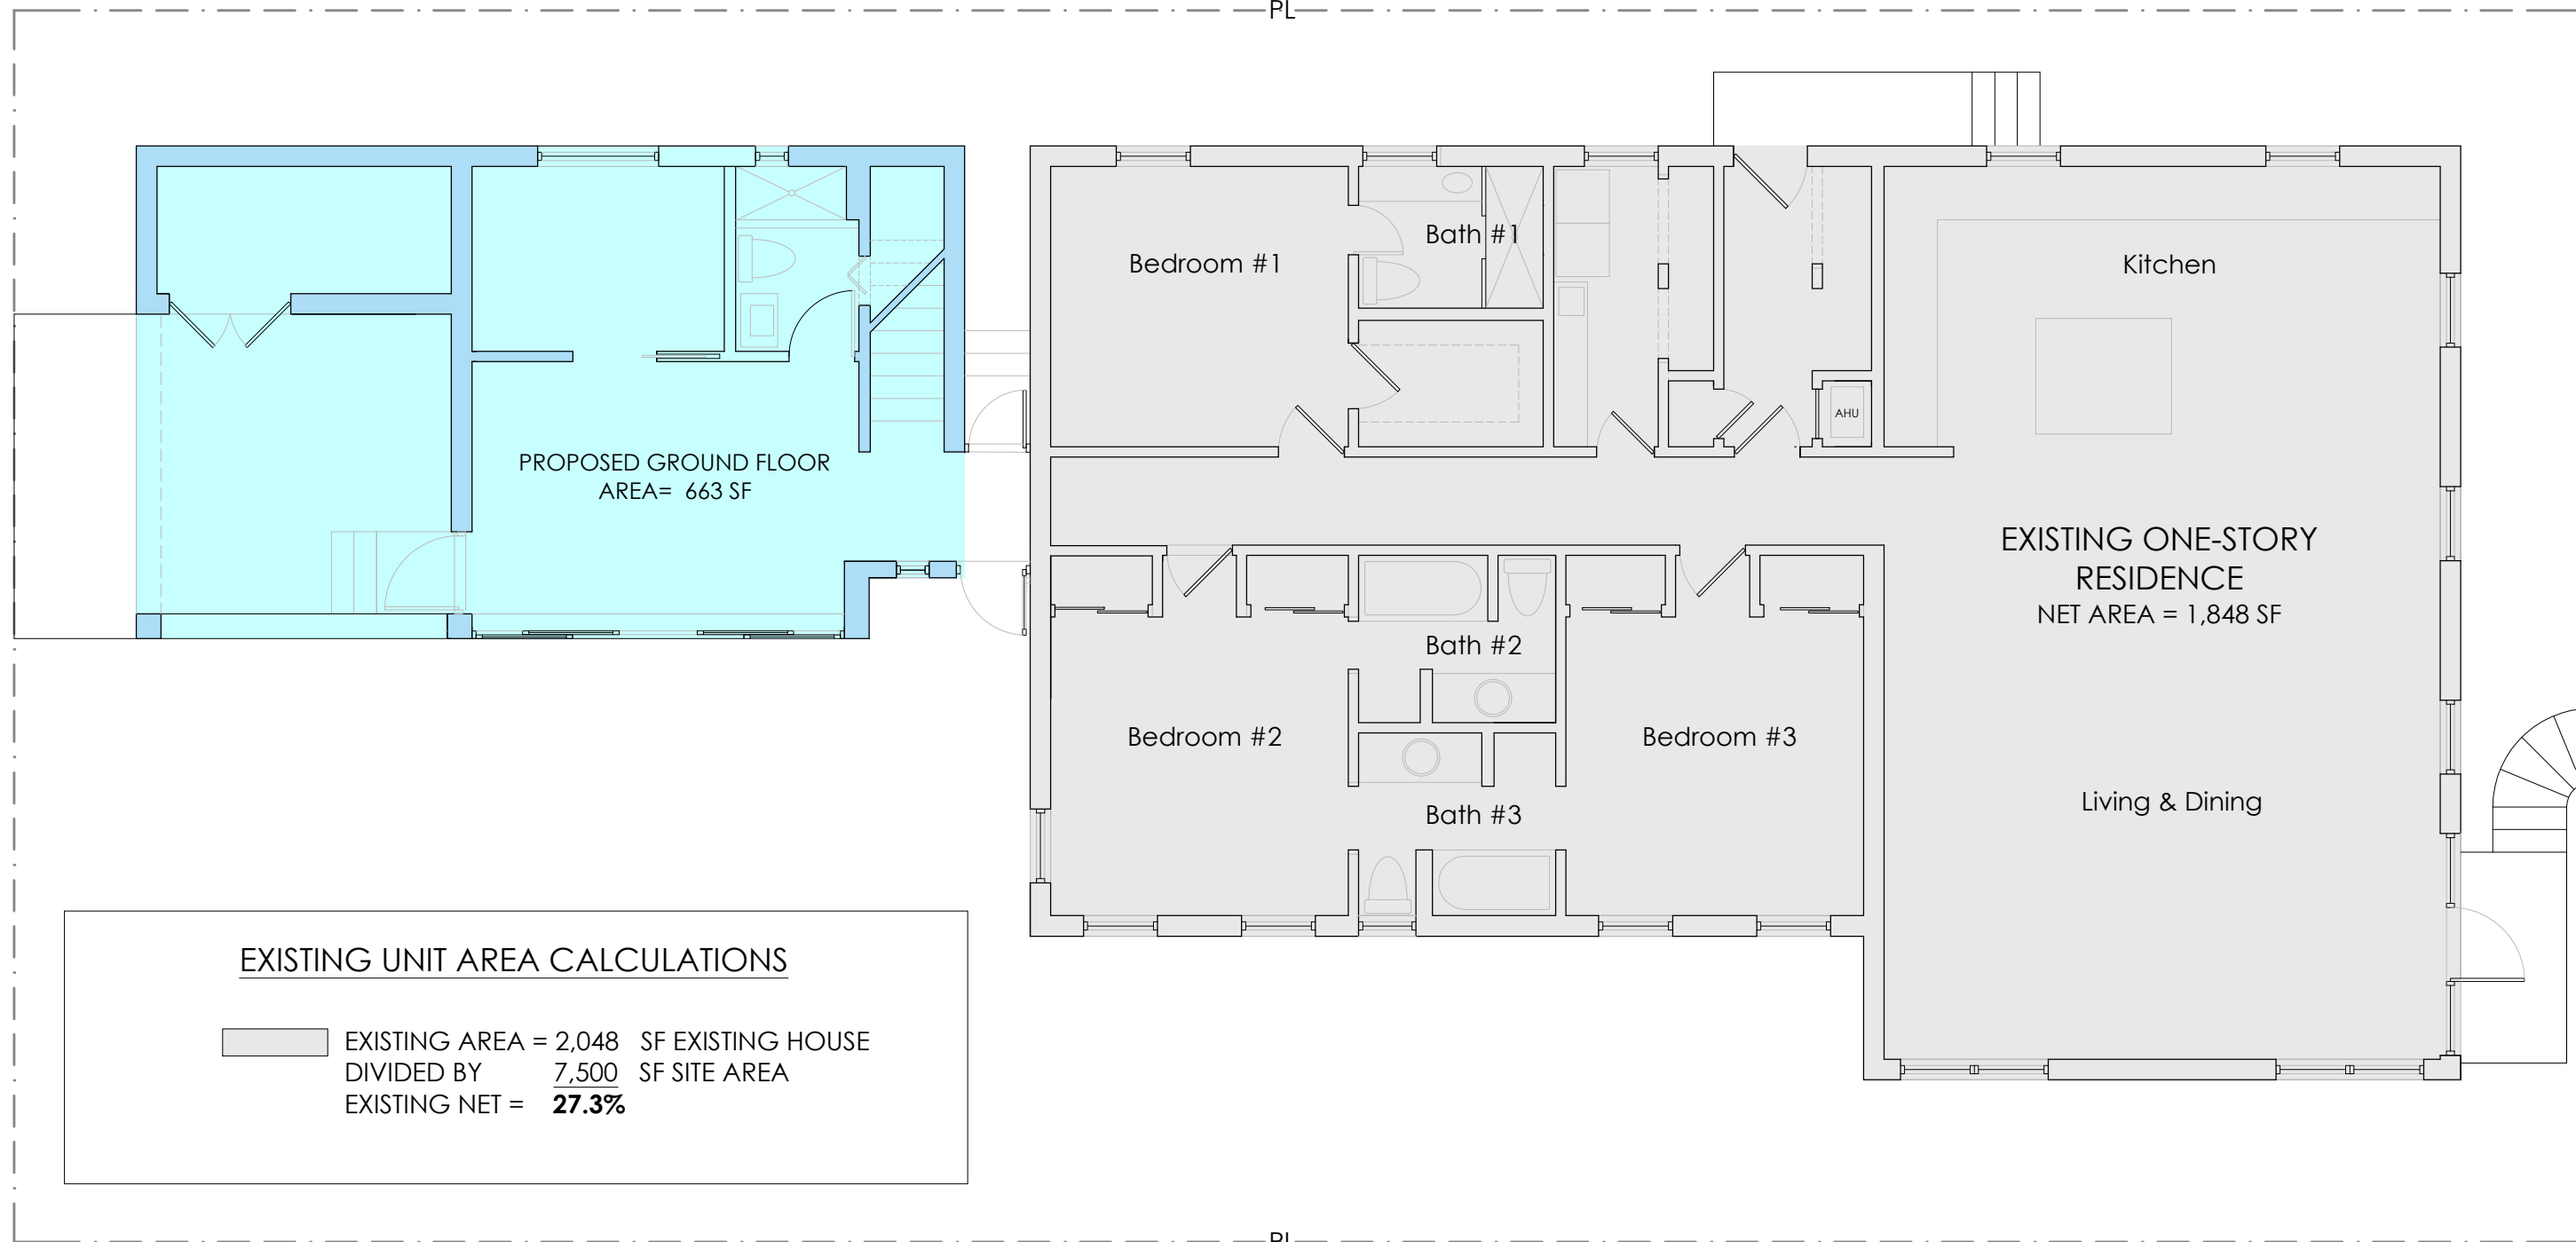 PL
Bath #1
Bedroom #1
Kitchen
AHU
PROPOSED GROUND FLOOR
AREA= 663 SF
EXISTING ONE-STORY
RESIDENCE
NET AREA = 1,848 SF
Bath #2
Bedroom #2
Bedroom #3
Living & Dining
Bath #3
EXISTING UNIT AREA CALCULATIONS
EXISTING AREA = 2,048 SF EXISTING HOUSE
DIVIDED BY 7,500 SF SITE AREA
EXISTING NET = 27.3%
PL